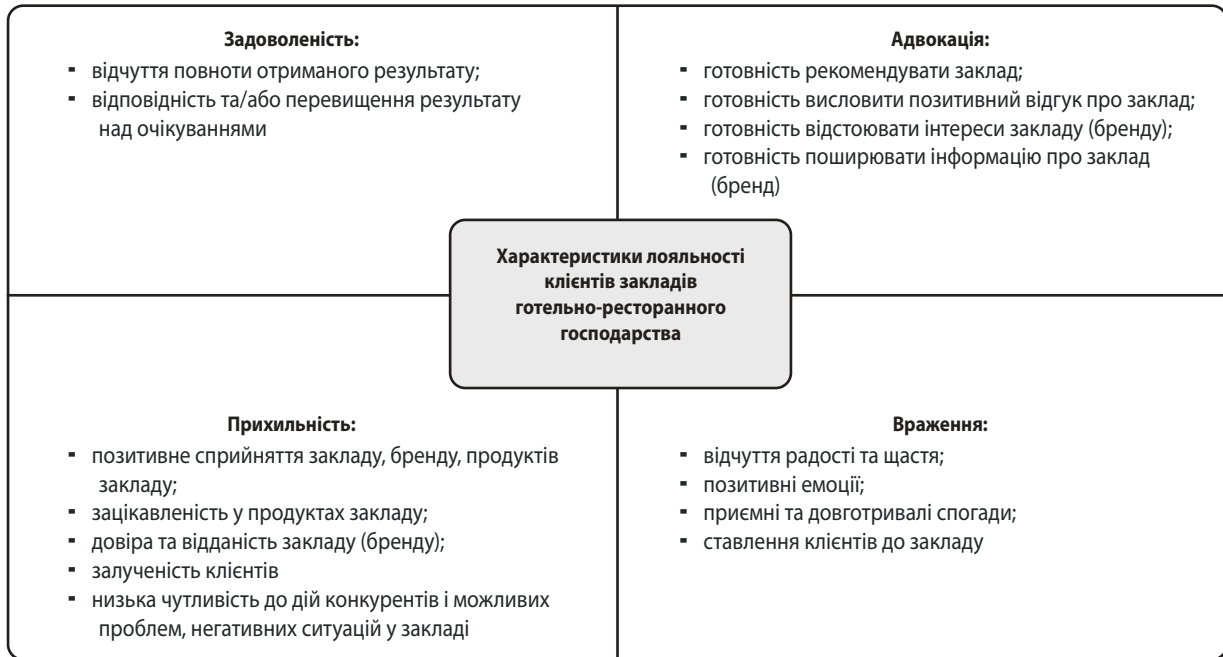 Задоволеність:
- відчуття повноти отриманого результату;
- відповідність та/або перевищення результату
над очікуваннями
Адвокація:
- готовність рекомендувати заклад;
- готовність висловити позитивний відгук про заклад;
- готовність відстоювати інтереси закладу (бренду);
- готовність поширювати інформацію про заклад
(бренд)
Характеристики лояльності
клієнтів закладів
готельно-ресторанного
господарства
Прихильність:
- позитивне сприйняття закладу, бренду, продуктів
закладу;
- зацікавленість у продуктах закладу;
- довіра та відданість закладу (бренду);
- залученість клієнтів
- низька чутливість до дій конкурентів і можливих
проблем, негативних ситуацій у закладі
Враження:
- відчуття радості та щастя;
- позитивні емоції;
- приємні та довготривалі спогади;
- ставлення клієнтів до закладу